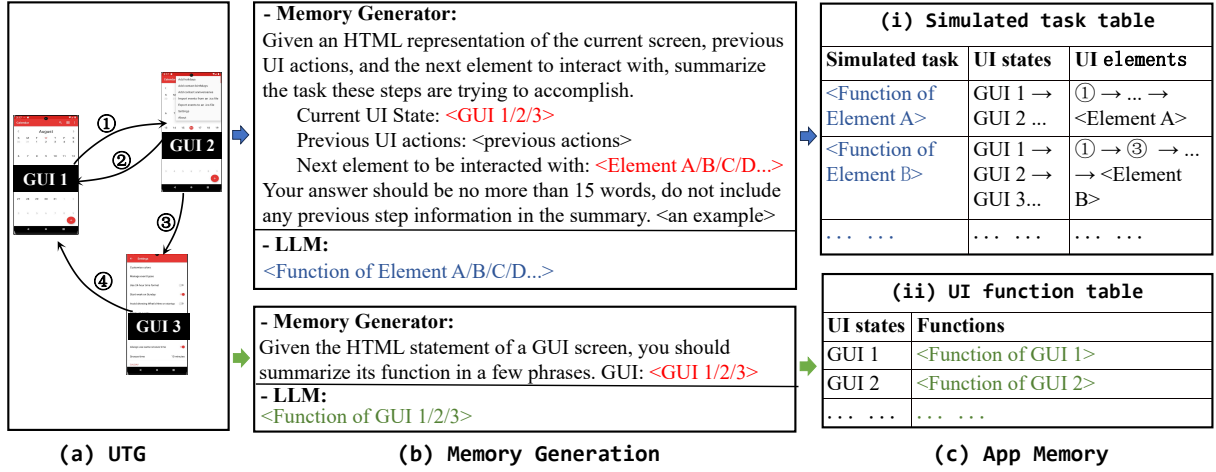 GUI 1
GUI 2
GUI 3
①
②
③
④
August
Settings
(a) UTG
- Memory Generator:
Given an HTML representation of the current screen, previous
UI actions, and the next element to interact with, summarize
the task these steps are trying to accomplish.
Current UI State: <GUI 1/2/3>
Previous UI actions: <previous actions>
Next element to be interacted with: <Element A/B/C/D...>
Your answer should be no more than 15 words, do not include
any previous step information in the summary. <an example>
- LLM:
<Function of Element A/B/C/D...>
- Memory Generator:
Given the HTML statement of a GUI screen, you should
summarize its function in a few phrases. GUI: <GUI 1/2/3>
- LLM:
<Function of GUI 1/2/3>
(b) Memory Generation
(i) Simulated task table
Simulated task UI states UI elements
<Function of Element A> GUI 1 → GUI 2 ... ① → ... → <Element A>
<Function of Element B> GUI 1 → GUI 2 → GUI 3... ① → ③ → ... → <Element B>
... ... ... ... ... ...
(ii) UI function table
UI states Functions
GUI 1 <Function of GUI 1>
GUI 2 <Function of GUI 2>
... ... ... ...
(c) App Memory